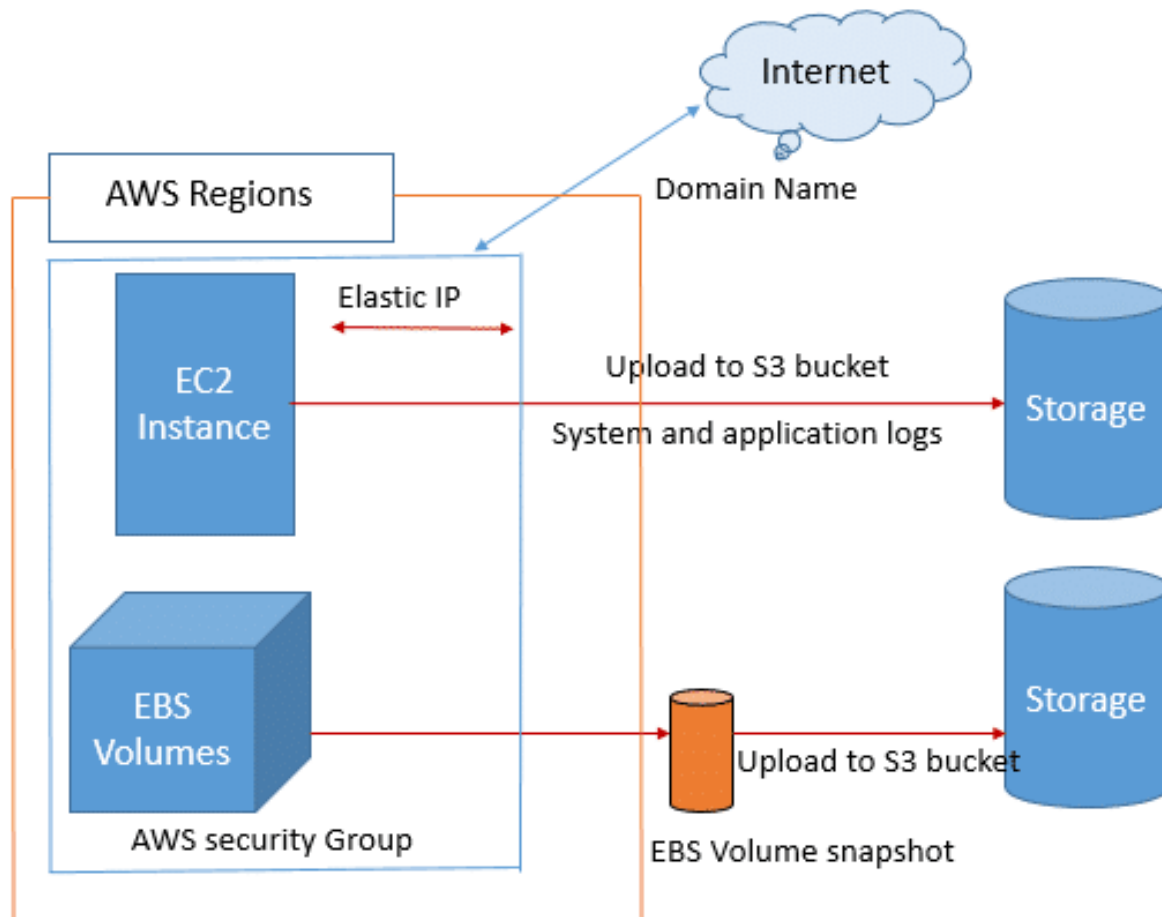 Internet
Domain Name
AWS Regions
Elastic IP
EC2
Instance
Upload to S3 bucket
System and application logs
Storage
EBS
Volumes
Upload to S3 bucket
Storage
AWS security Group
EBS Volume snapshot